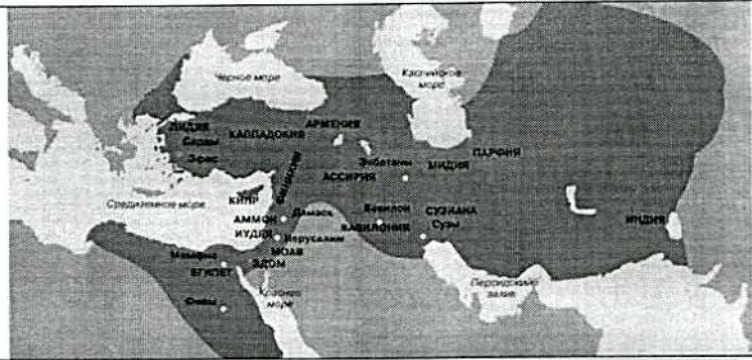 Черное море
Каспийское
море
ЛИДИЯ
Сарды
Эфес
КАППАДОКИЯ
АРМЕНИЯ
Экбатаны
МИДИЯ
ПАРФИЯ
АССИРИЯ
ФИНИКИЯ
КИПР
Средиземное море
АММОН
Дамаск
Вавилон
ВАВИЛОНИЯ
СУЗИАНА
Сузы
ИНДИЯ
ИУДЕЯ
Иерусалим
МОАВ
ЭДОМ
Мемфис
ЕГИПЕТ
Фивы
Красное
море
Персидский
залив